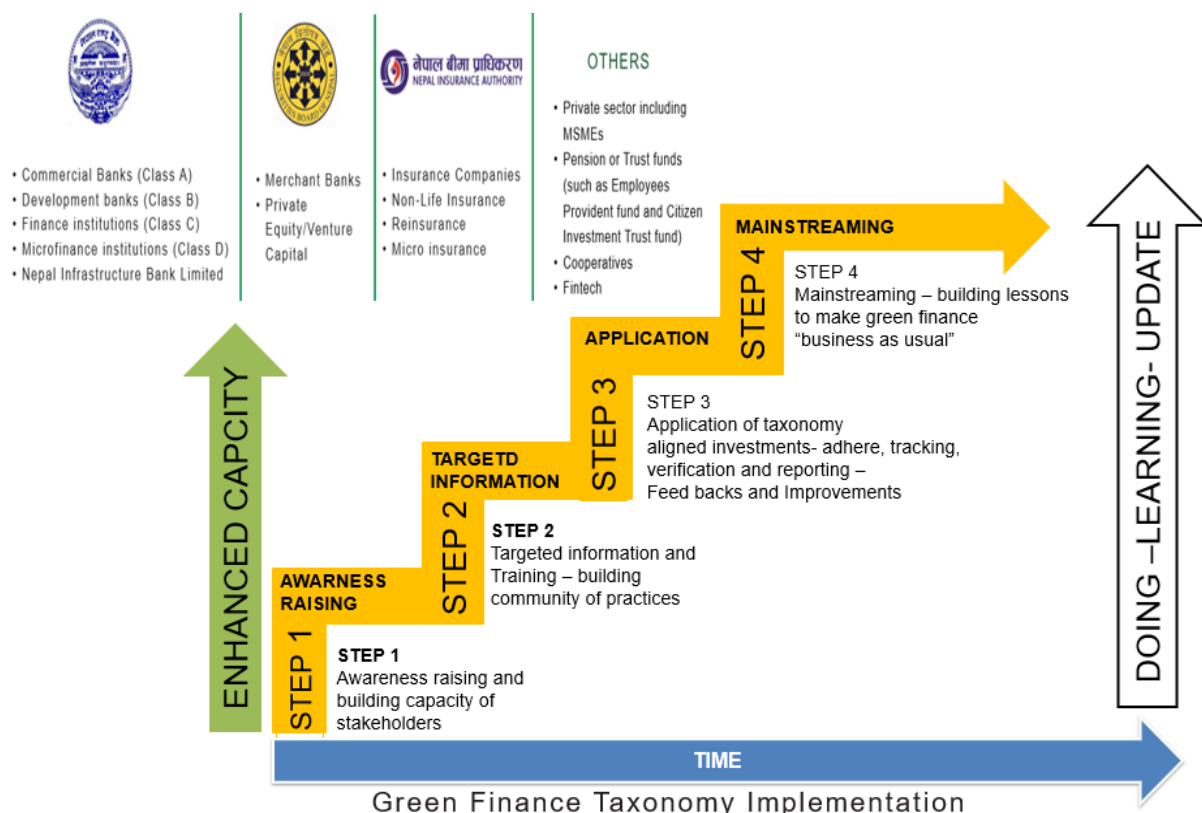 नेपाल बीमा प्राधिकरण
NEPAL INSURANCE AUTHORITY
OTHERS
• Commercial Banks (Class A)
• Development banks (Class B)
• Finance institutions (Class C)
• Microfinance institutions (Class D)
• Nepal Infrastructure Bank Limited
SECURITIES BOARD OF NEPAL
• Merchant Banks
• Private
Equity/Venture
Capital
• Insurance Companies
• Non-Life Insurance
• Reinsurance
• Micro insurance
• Private sector including
MSMEs
• Pension or Trust funds
(such as Employees
Provident fund and Citizen
Investment Trust fund)
• Cooperatives
• Fintech
ENHANCED CAPCITY
STEP 1
AWARNESS
RAISING
STEP 1
Awareness raising and
building capacity of
stakeholders
STEP 2
TARGETD
INFORMATION
STEP 2
Targeted information and
Training – building
community of practices
STEP 3
APPLICATION
STEP 3
Application of taxonomy
aligned investments- adhere, tracking,
verification and reporting –
Feed backs and Improvements
STEP 4
MAINSTREAMING
STEP 4
Mainstreaming – building lessons
to make green finance
“business as usual”
DOING –LEARNING- UPDATE
TIME
Green Finance Taxonomy Implementation